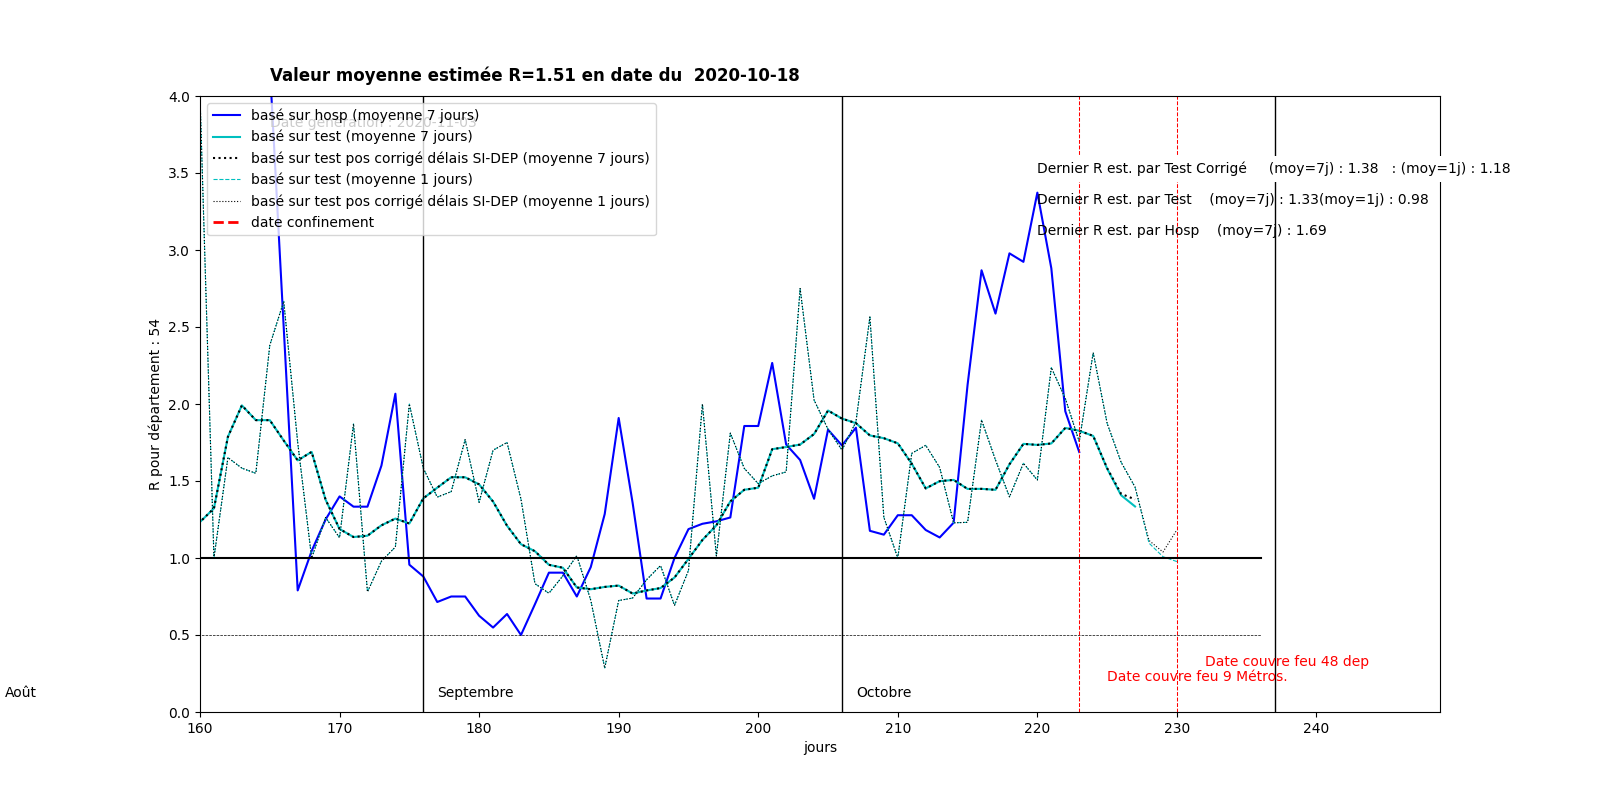 Valeur moyenne estimée R=1.51 en date du  2020-10-18
Date génération : 2020-11-03
basé sur hosp (moyenne 7 jours)
basé sur test (moyenne 7 jours)
basé sur test pos corrigé délais SI-DEP (moyenne 7 jours)
basé sur test (moyenne 1 jours)
basé sur test pos corrigé délais SI-DEP (moyenne 1 jours)
date confinement
Dernier R est. par Test Corrigé     (moy=7j) : 1.38   : (moy=1j) : 1.18
Dernier R est. par Test    (moy=7j) : 1.33(moy=1j) : 0.98
Dernier R est. par Hosp    (moy=7j) : 1.69
R pour département : 54
4.0
3.5
3.0
2.5
2.0
1.5
1.0
0.5
0.0
Date couvre feu 48 dep
Date couvre feu 9 Métros.
Août
Septembre
Octobre
160
170
180
190
200
210
220
230
240
jours